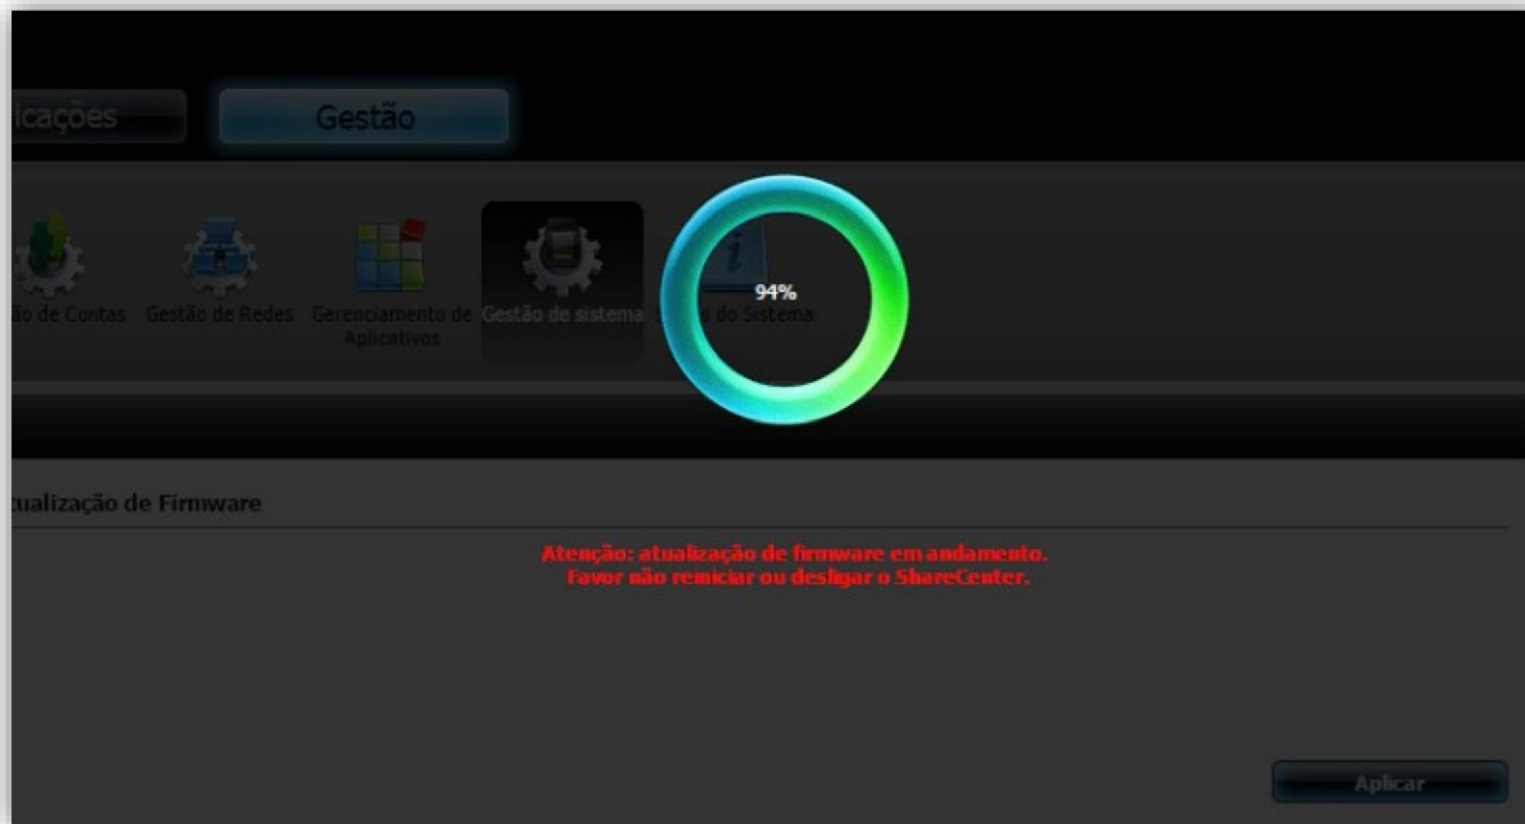 icações
Gestão
ão de Contas
Gestão de Redes
Gerenciamento de
Aplicativos
Gestão de sistema
do Sistema
94%
tualização de Firmware
Atenção: atualização de firmware em andamento.
Favor não reiniciar ou desligar o ShareCenter.
Aplicar